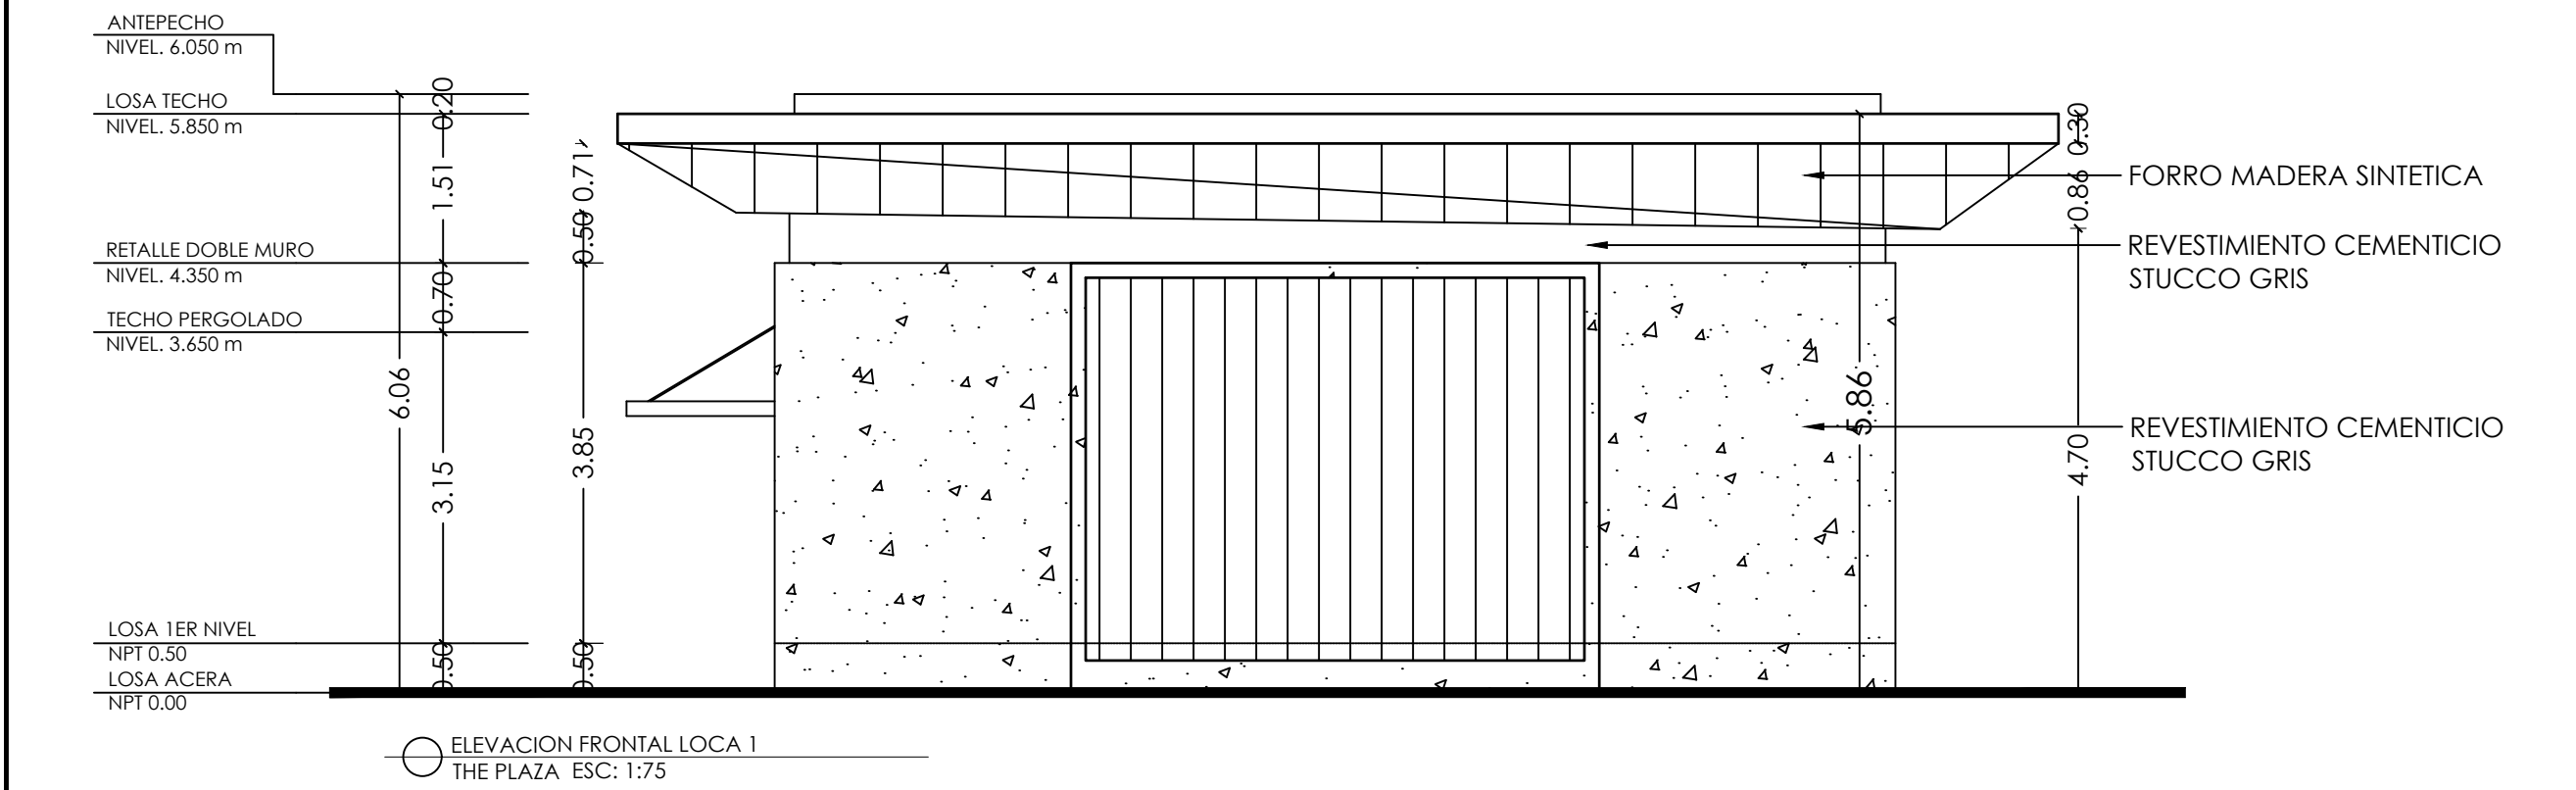 ANTEPECHO
NIVEL. 6.050 m
LOSA TECHO
NIVEL. 5.850 m
RETALLE DOBLE MURO
NIVEL. 4.350 m
TECHO PERGOLADO
NIVEL. 3.650 m
LOSA 1ER NIVEL
NPT 0.50
LOSA ACERA
NPT 0.00
6.06
0.20
1.51
0.70
3.15
0.50
0.71
0.50
3.85
0.50
5.86
0.30
0.86
4.70
FORRO MADERA SINTETICA
REVESTIMIENTO CEMENTICIO
STUCCO GRIS
REVESTIMIENTO CEMENTICIO
STUCCO GRIS
ELEVACION FRONTAL LOCA 1
THE PLAZA ESC: 1:75